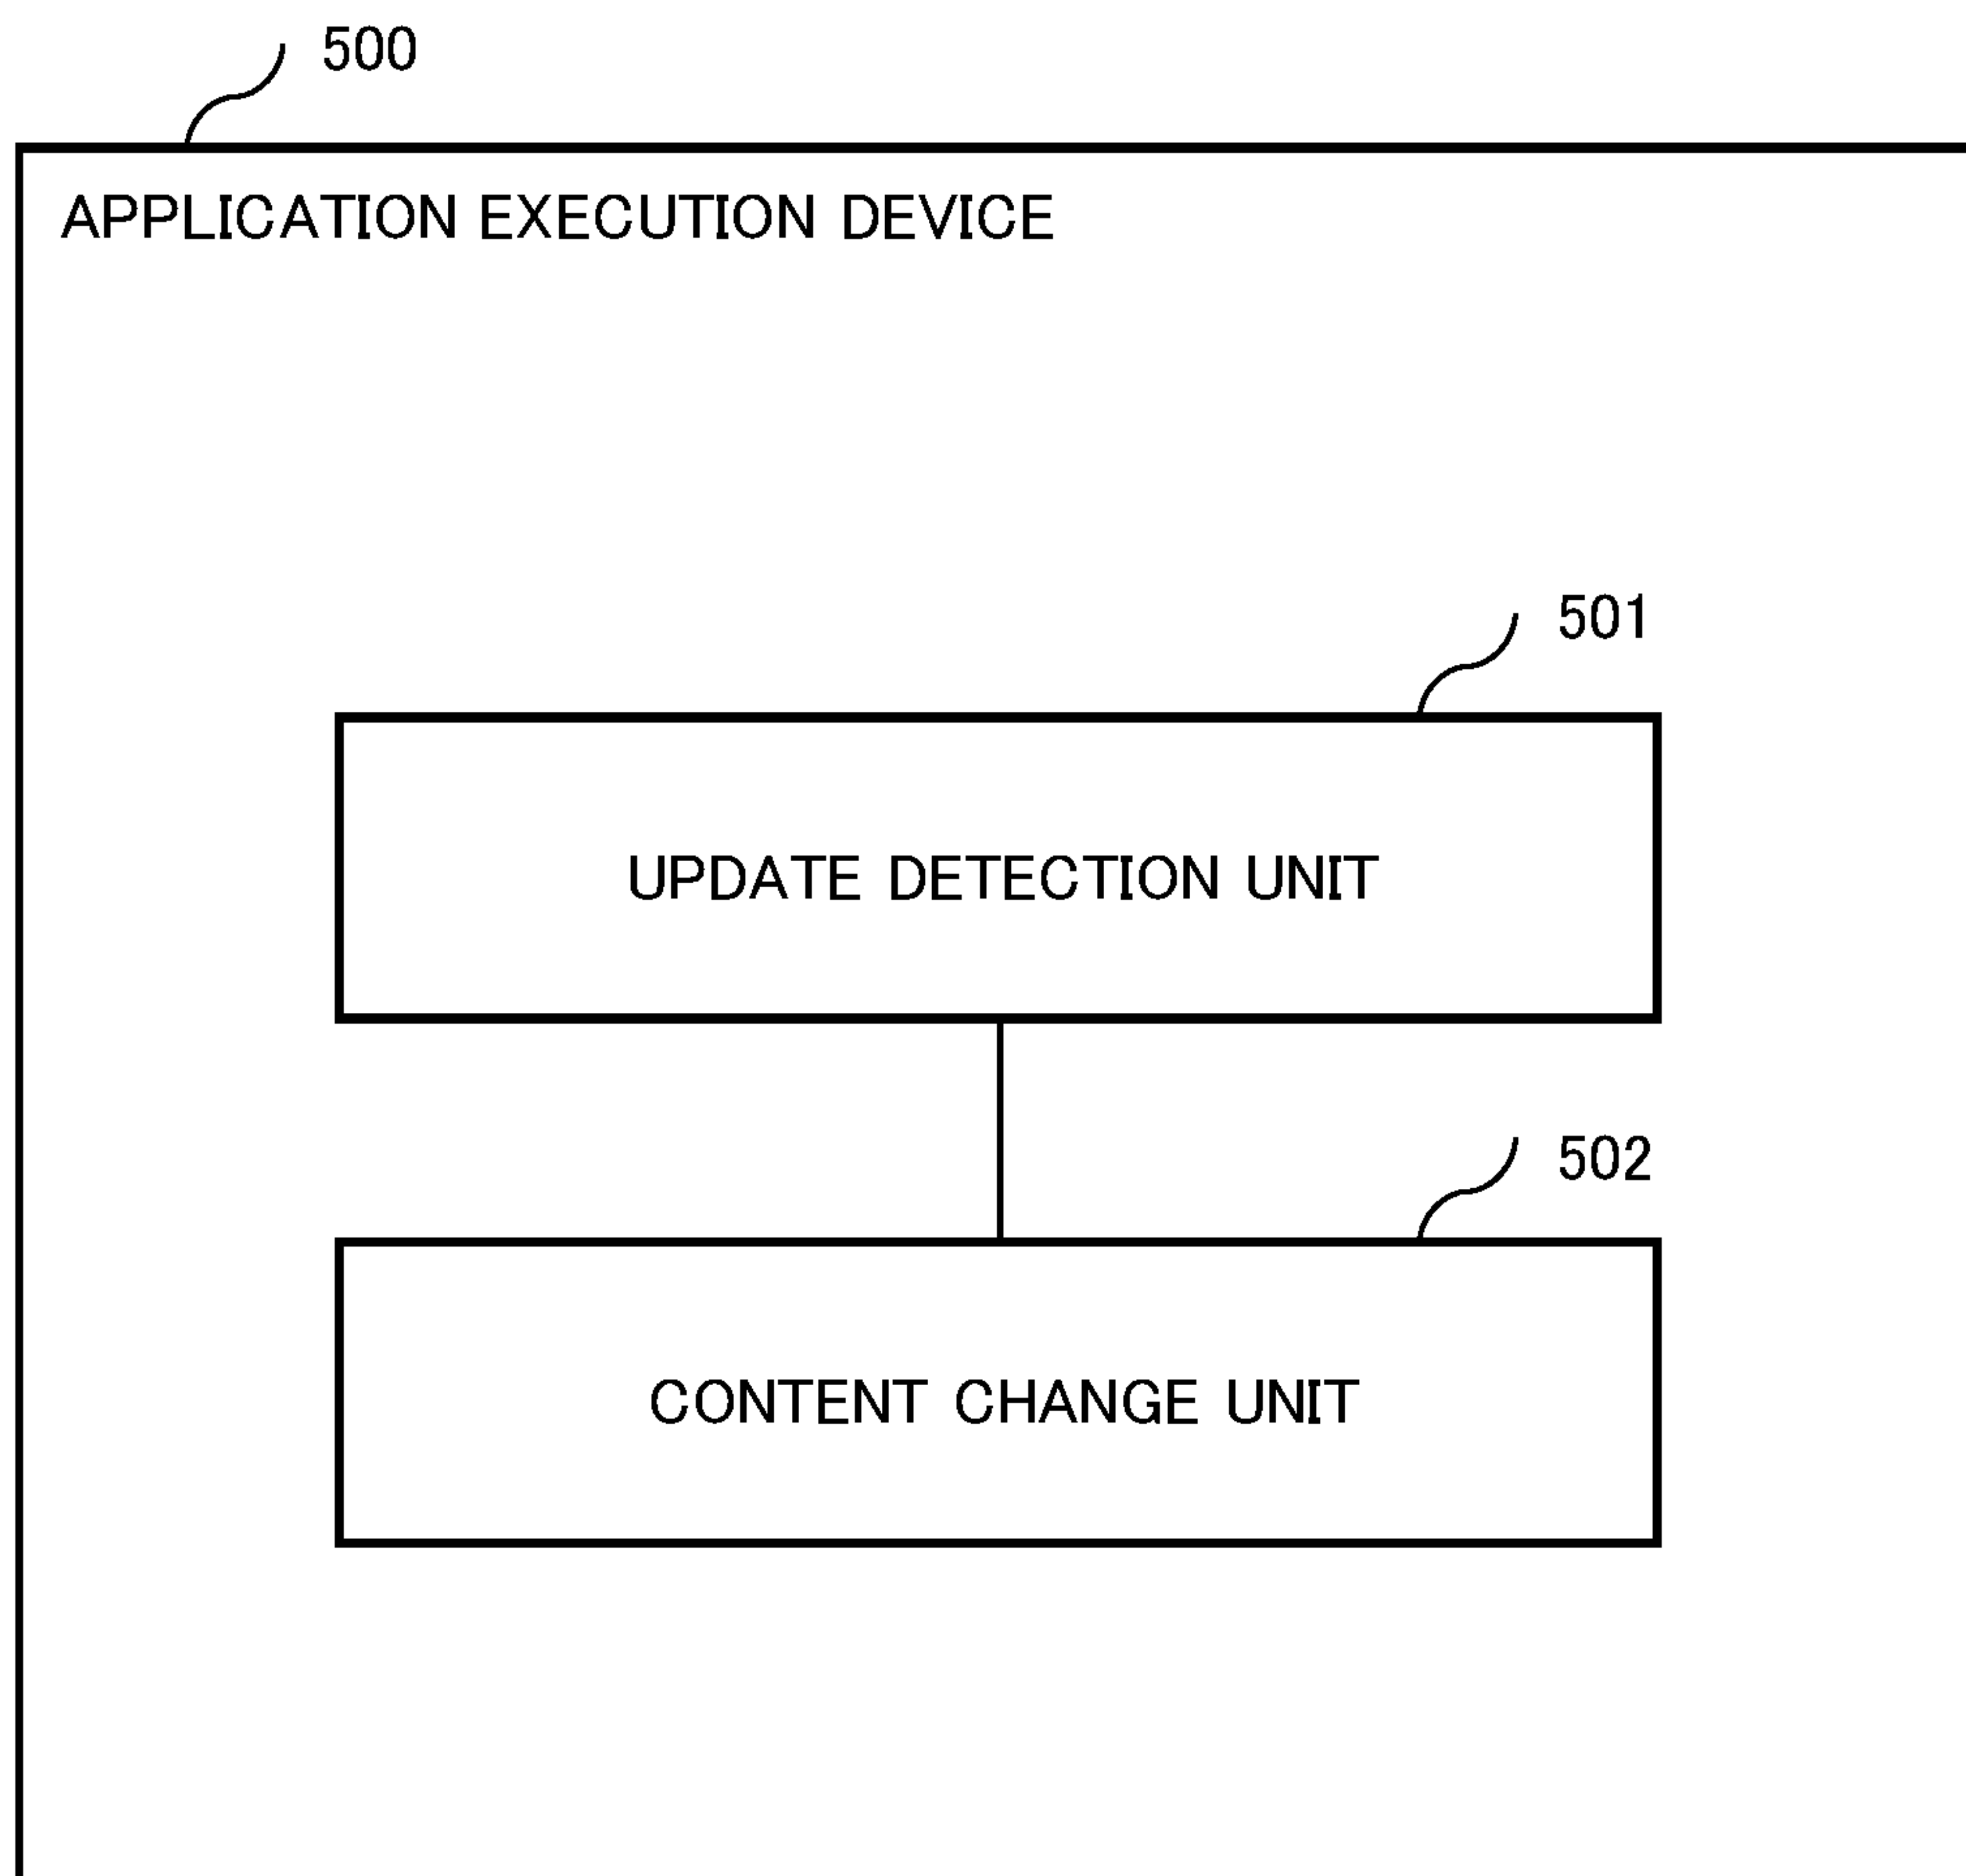 500
APPLICATION EXECUTION DEVICE
501
UPDATE DETECTION UNIT
502
CONTENT CHANGE UNIT